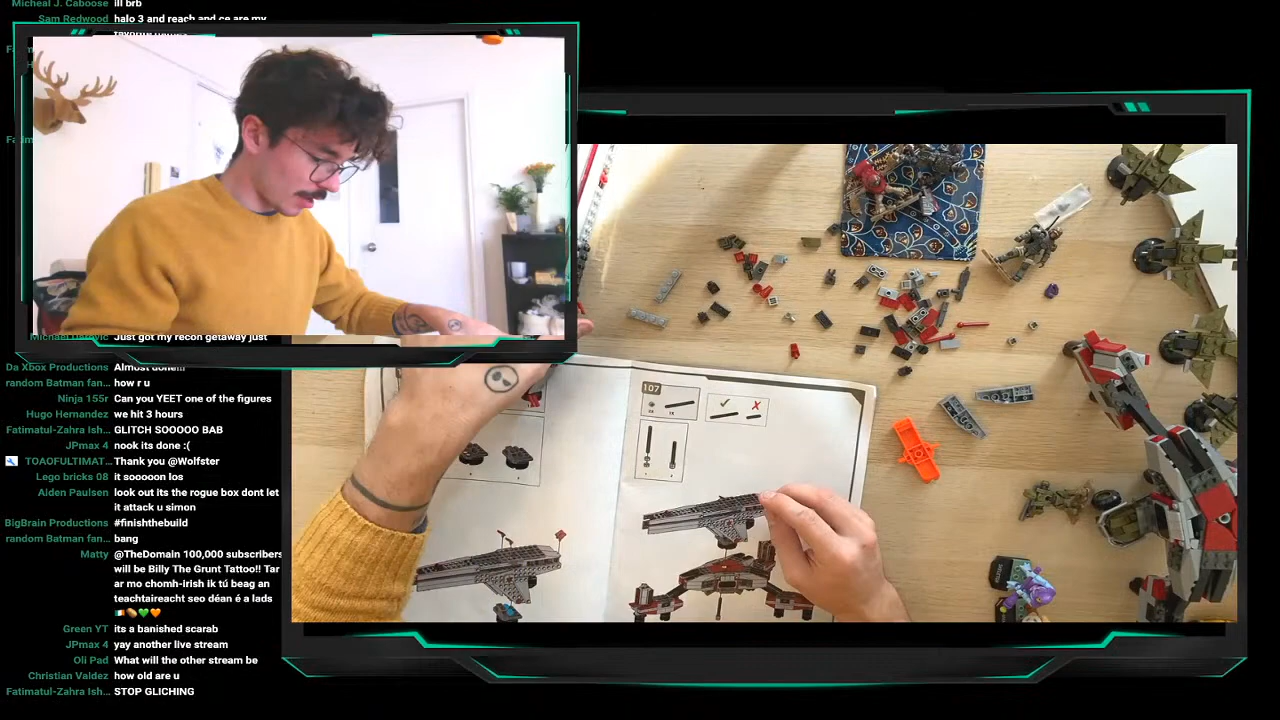 Micheal J. Caboose ill brb
Sam Redwood halo 3 and reach and ce are my
Just got my recon getaway just
Da Xbox Productions Almost done!!!
random Batman fan... how r u
Ninja 155r Can you YEET one of the figures
Hugo Hernandez we hit 3 hours
Fatimatul-Zahra Ish... GLITCH SOOOOO BAB
JPmax 4 nook its done :(
TOAOFULTIMAT... Thank you @Wolfster
Lego bricks 08 it sooooon los
Aiden Paulsen look out its the rogue box dont let
it attack u simon
BigBrain Productions #finishthebuild
random Batman fan... bang
Matty @TheDomain 100,000 subscribers
will be Billy The Grunt Tattoo!! Tar
ar mo chomh-irish ik tú beag an
teachtaireacht seo déan é a lads
🇮🇪🥔💚🧡
Green YT its a banished scarab
JPmax 4 yay another live stream
Oli Pad What will the other stream be
Christian Valdez how old are u
Fatimatul-Zahra Ish... STOP GLICHING
107